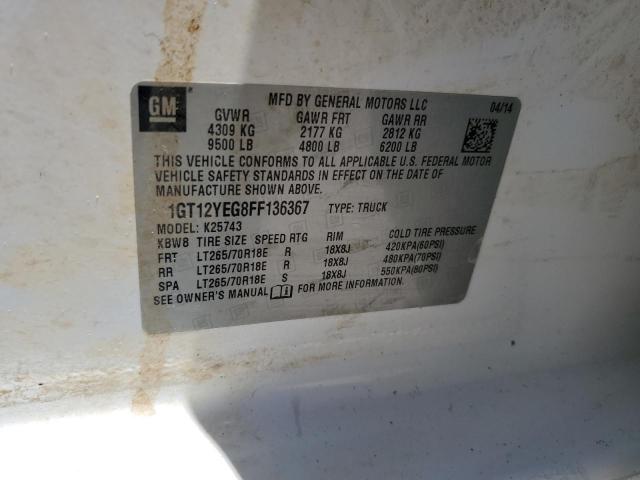 GM
MFD BY GENERAL MOTORS LLC 04/14
GVWR GAWR FRT GAWR RR
4309 KG 2177 KG 2812 KG
9500 LB 4800 LB 6200 LB
THIS VEHICLE CONFORMS TO ALL APPLICABLE U.S. FEDERAL MOTOR
VEHICLE SAFETY STANDARDS IN EFFECT ON THE DATE OF
MANUFACTURE SHOWN ABOVE.
1GT12YEG8FF136367 TYPE: TRUCK
MODEL: K25743
XBW8 TIRE SIZE SPEED RTG RIM COLD TIRE PRESSURE
FRT LT265/70R18E R 18X8J 420KPA(60PSI)
RR LT265/70R18E R 18X8J 480KPA(70PSI)
SPA LT265/70R18E S 18X8J 550KPA(80PSI)
SEE OWNER'S MANUAL FOR MORE INFORMATION.